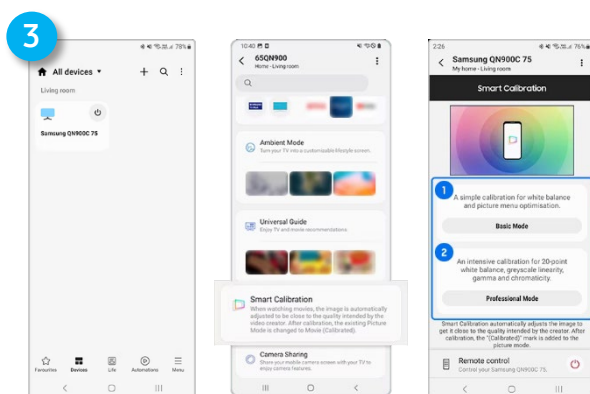 3
78%
All devices
Living room
Samsung QN900C 75
Favourites
Devices
Life
Automations
Menu
10:40
65QN900
Home - Living room
Ambient Mode
Turn your TV into a customizable lifestyle screen.
Universal Guide
Enjoy TV and movie recommendations.
Smart Calibration
When watching movies, the image is automatically
adjusted to be close to the quality intended by the
video creator. After calibration, the existing Picture
Mode is changed to Movie (Calibrated).
Camera Sharing
Share your mobile camera screen with your TV to
enjoy camera features.
2:26
76%
Samsung QN900C 75
My home - Living room
Smart Calibration
1
A simple calibration for white balance
and picture menu optimisation.
Basic Mode
2
An intensive calibration for 20-point
white balance, greyscale linearity,
gamma and chromaticity.
Professional Mode
Smart Calibration automatically adjusts the image to
get it close to the quality intended by the creator. After
calibration, the "(Calibrated)" mark is added to the
picture mode.
Remote control
Control your Samsung QN900C 75.